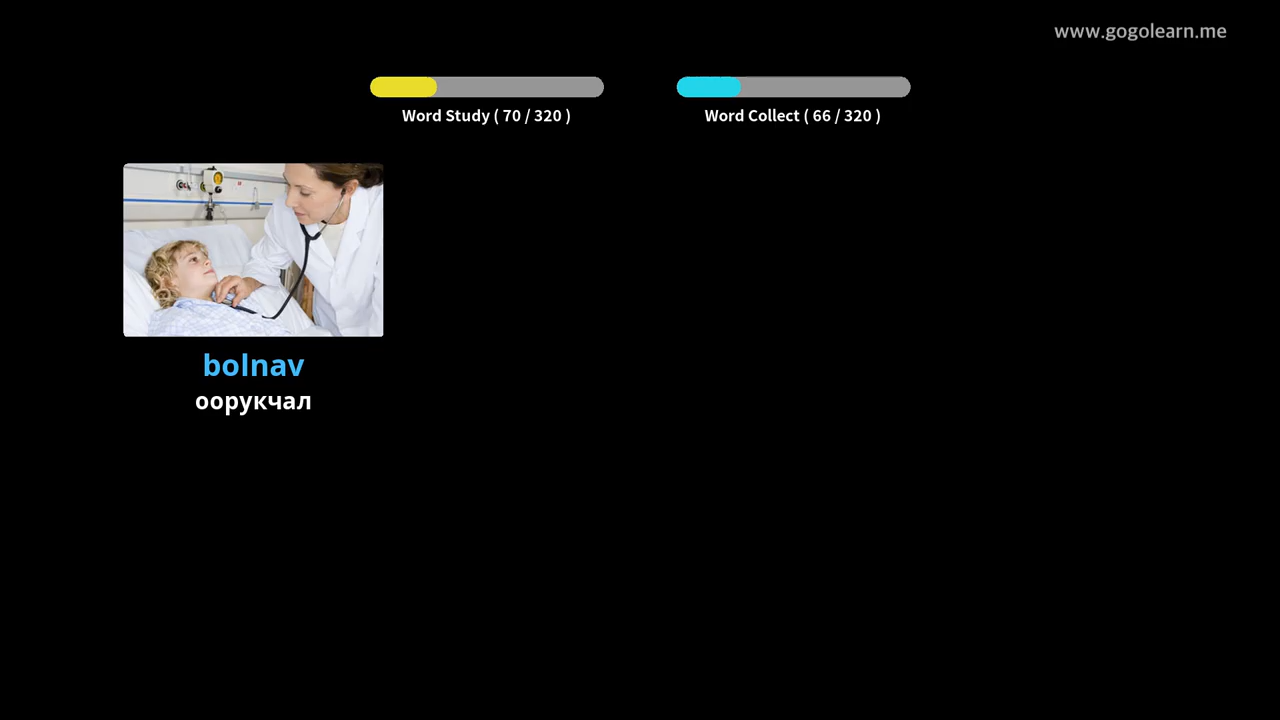 www.gogolearn.me
Word Study ( 70 / 320 )
Word Collect ( 66 / 320 )
bolnav
оорукчал